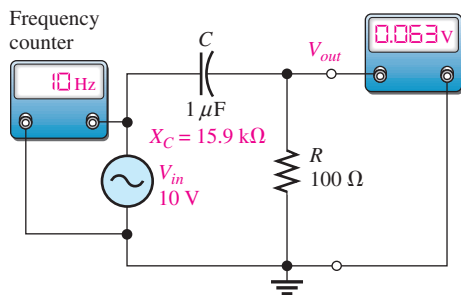 Frequency
counter
10 Hz
C
1 μF
X_C = 15.9 kΩ
V_in
10 V
V_out
0.063 V
R
100 Ω